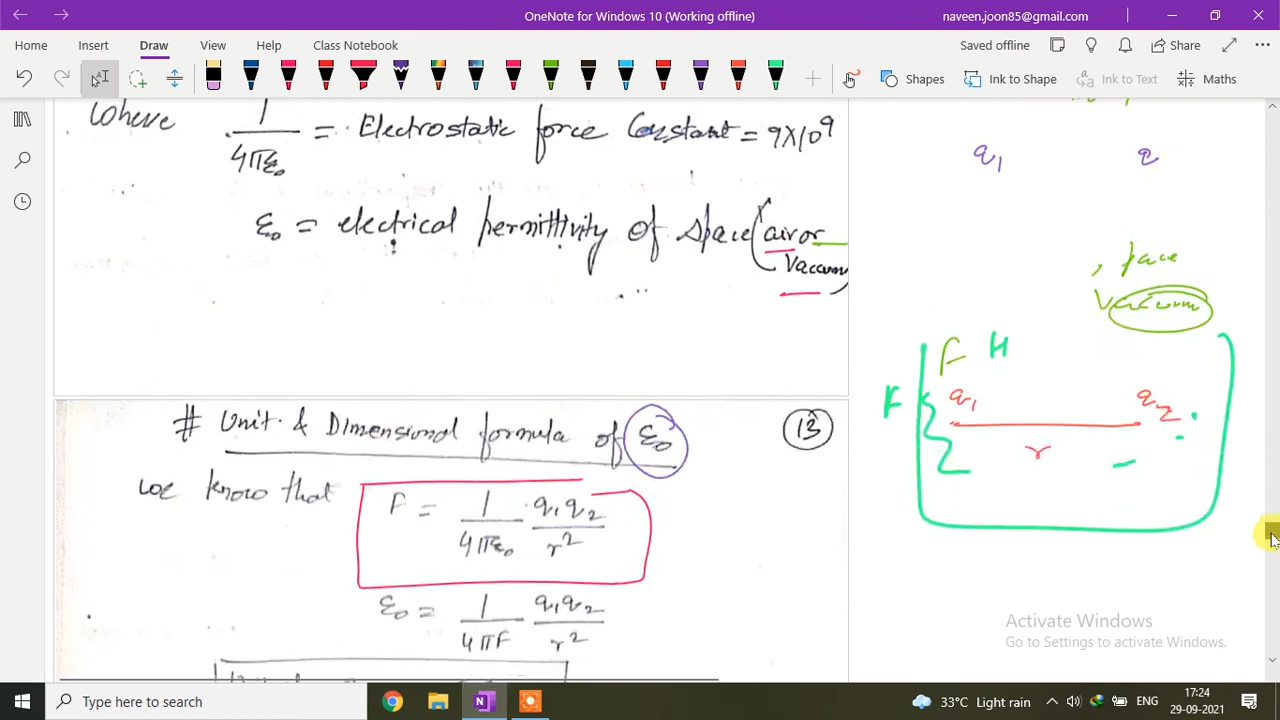 OneNote for Windows 10 (Working offline)
naveen.joon85@gmail.com
Home Insert Draw View Help Class Notebook
Saved offline
Share
Shapes
Ink to Shape
Ink to Text
Maths
Where 1/4πε₀ = Electrostatic force Constant = 9X10⁹
ε₀ = electrical permittivity of space (air or
Vaccum)
# Unit & Dimensional formula of ε₀
13
we know that F = 1/4πε₀ q₁q₂/r²
ε₀ = 1/4πF q₁q₂/r²
q₁ q
Vacuum
F H
F q₁ q₂
r
Activate Windows
Go to Settings to activate Windows.
Type here to search
33°C Light rain
ENG
17:24
29-09-2021